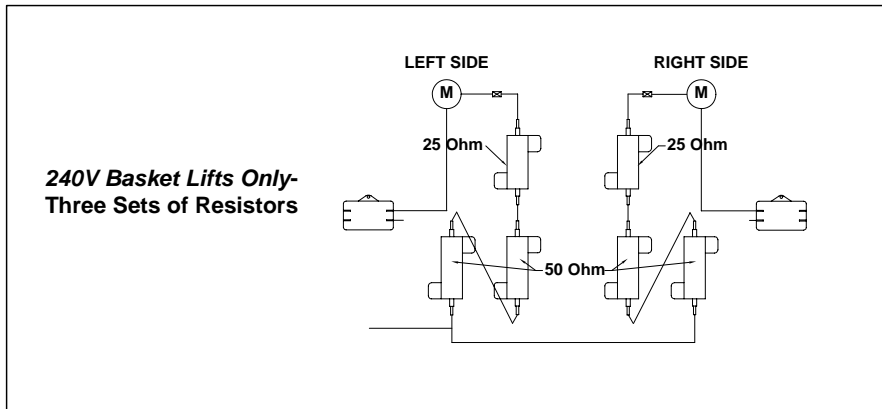 LEFT SIDE
RIGHT SIDE
M
M
25 Ohm
25 Ohm
240V Basket Lifts Only-
Three Sets of Resistors
50 Ohm